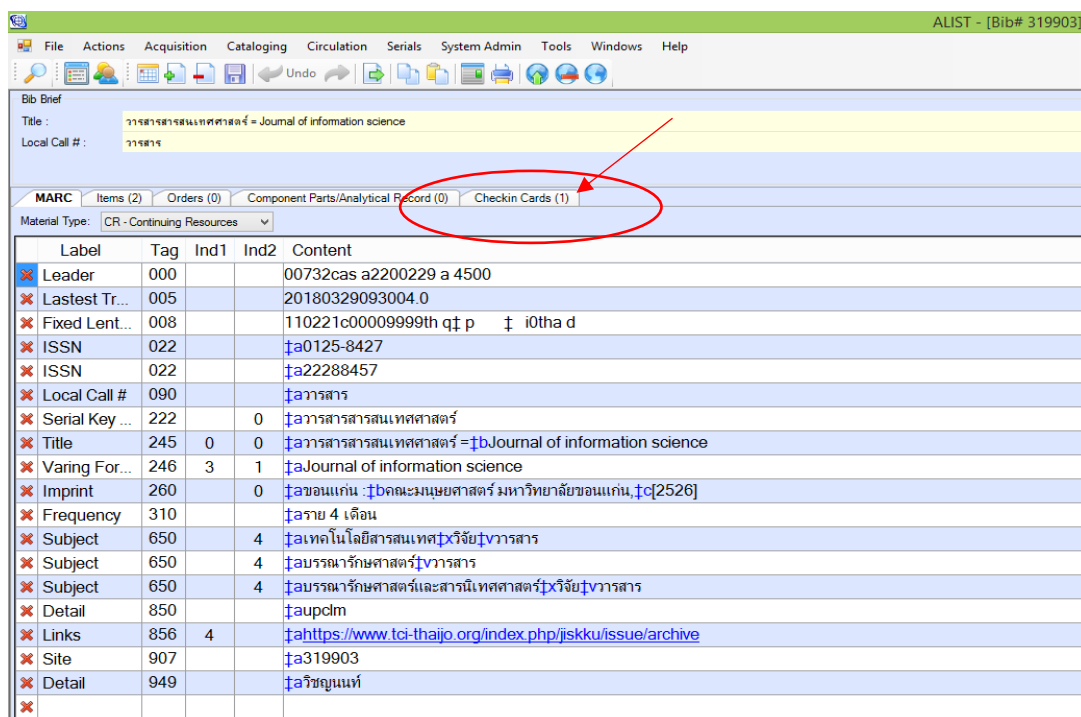 ALIST - [Bib# 319903]
File Actions Acquisition Cataloging Circulation Serials System Admin Tools Windows Help
Undo
Bib Brief
Title : วารสารสารสนเทศศาสตร์ = Journal of information science
Local Call # : วารสาร
MARC Items (2) Orders (0) Component Parts/Analytical Record (0) Checkin Cards (1)
Material Type: CR - Continuing Resources
Label Tag Ind1 Ind2 Content
Leader 000 00732cas a2200229 a 4500
Lastest Tr... 005 20180329093004.0
Fixed Lent... 008 110221c00009999th q‡ p ‡ i0tha d
ISSN 022 ‡a0125-8427
ISSN 022 ‡a22288457
Local Call # 090 ‡aวารสาร
Serial Key ... 222 0 ‡aวารสารสารสนเทศศาสตร์
Title 245 0 0 ‡aวารสารสารสนเทศศาสตร์ =‡bJournal of information science
Varing For... 246 3 1 ‡aJournal of information science
Imprint 260 0 ‡aขอนแก่น :‡bคณะมนุษยศาสตร์ มหาวิทยาลัยขอนแก่น,‡c[2526]
Frequency 310 ‡aราย 4 เดือน
Subject 650 4 ‡aเทคโนโลยีสารสนเทศ‡xวิจัย‡vวารสาร
Subject 650 4 ‡aบรรณารักษศาสตร์‡vวารสาร
Subject 650 4 ‡aบรรณารักษศาสตร์และสารนิเทศศาสตร์‡xวิจัย‡vวารสาร
Detail 850 ‡aupclm
Links 856 4 ‡ahttps://www.tci-thaijo.org/index.php/jiskku/issue/archive
Site 907 ‡a319903
Detail 949 ‡aวิชญนนท์